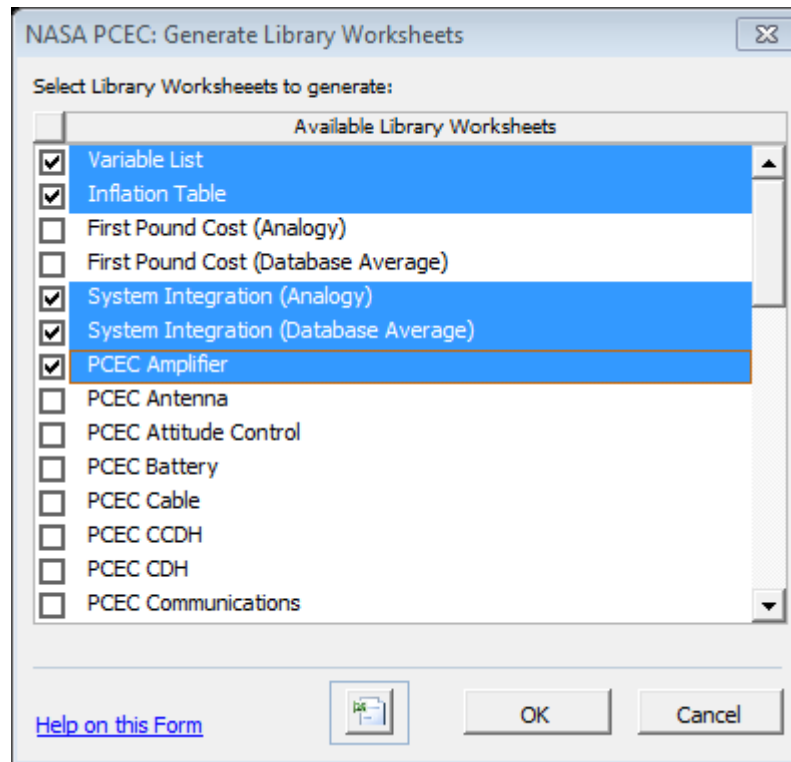 NASA PCEC: Generate Library Worksheets
Select Library Worksheeets to generate:
Available Library Worksheets
Variable List
Inflation Table
First Pound Cost (Analogy)
First Pound Cost (Database Average)
System Integration (Analogy)
System Integration (Database Average)
PCEC Amplifier
PCEC Antenna
PCEC Attitude Control
PCEC Battery
PCEC Cable
PCEC CCDH
PCEC CDH
PCEC Communications
Help on this Form
OK
Cancel